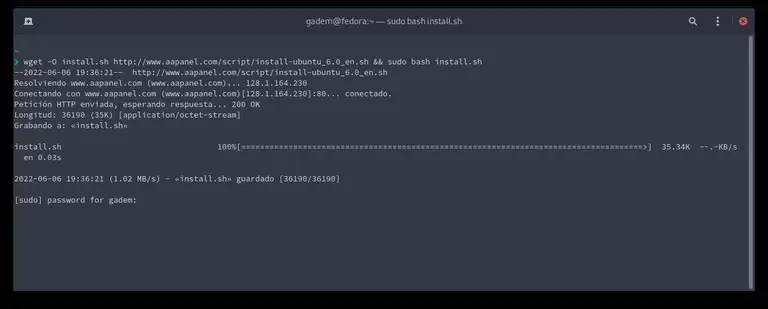 gadem@fedora:~ — sudo bash install.sh
~
❯ wget -O install.sh http://www.aapanel.com/script/install-ubuntu_6.0_en.sh && sudo bash install.sh
--2022-06-06 19:36:21--  http://www.aapanel.com/script/install-ubuntu_6.0_en.sh
Resolviendo www.aapanel.com (www.aapanel.com)... 128.1.164.230
Conectando con www.aapanel.com (www.aapanel.com)[128.1.164.230]:80... conectado.
Petición HTTP enviada, esperando respuesta... 200 OK
Longitud: 36190 (35K) [application/octet-stream]
Grabando a: «install.sh»
install.sh 100%[=====================================================================================>] 35.34K --.-KB/s
en 0.03s
2022-06-06 19:36:21 (1.02 MB/s) - «install.sh» guardado [36190/36190]
[sudo] password for gadem: